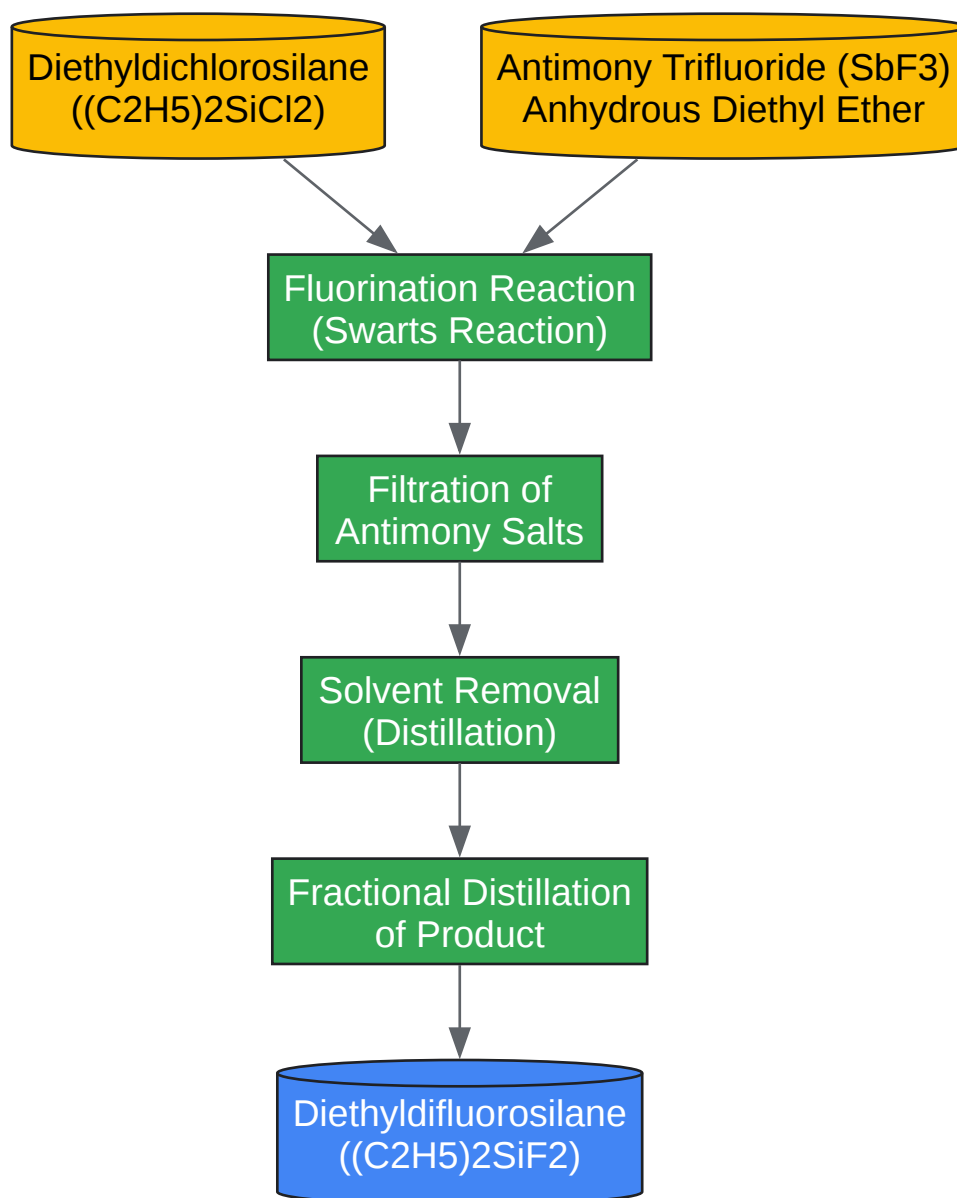 Diethyldichlorosilane
((C2H5)2SiCl2)
Antimony Trifluoride (SbF3)
Anhydrous Diethyl Ether
Fluorination Reaction
(Swarts Reaction)
Filtration of
Antimony Salts
Solvent Removal
(Distillation)
Fractional Distillation
of Product
Diethyldifluorosilane
((C2H5)2SiF2)